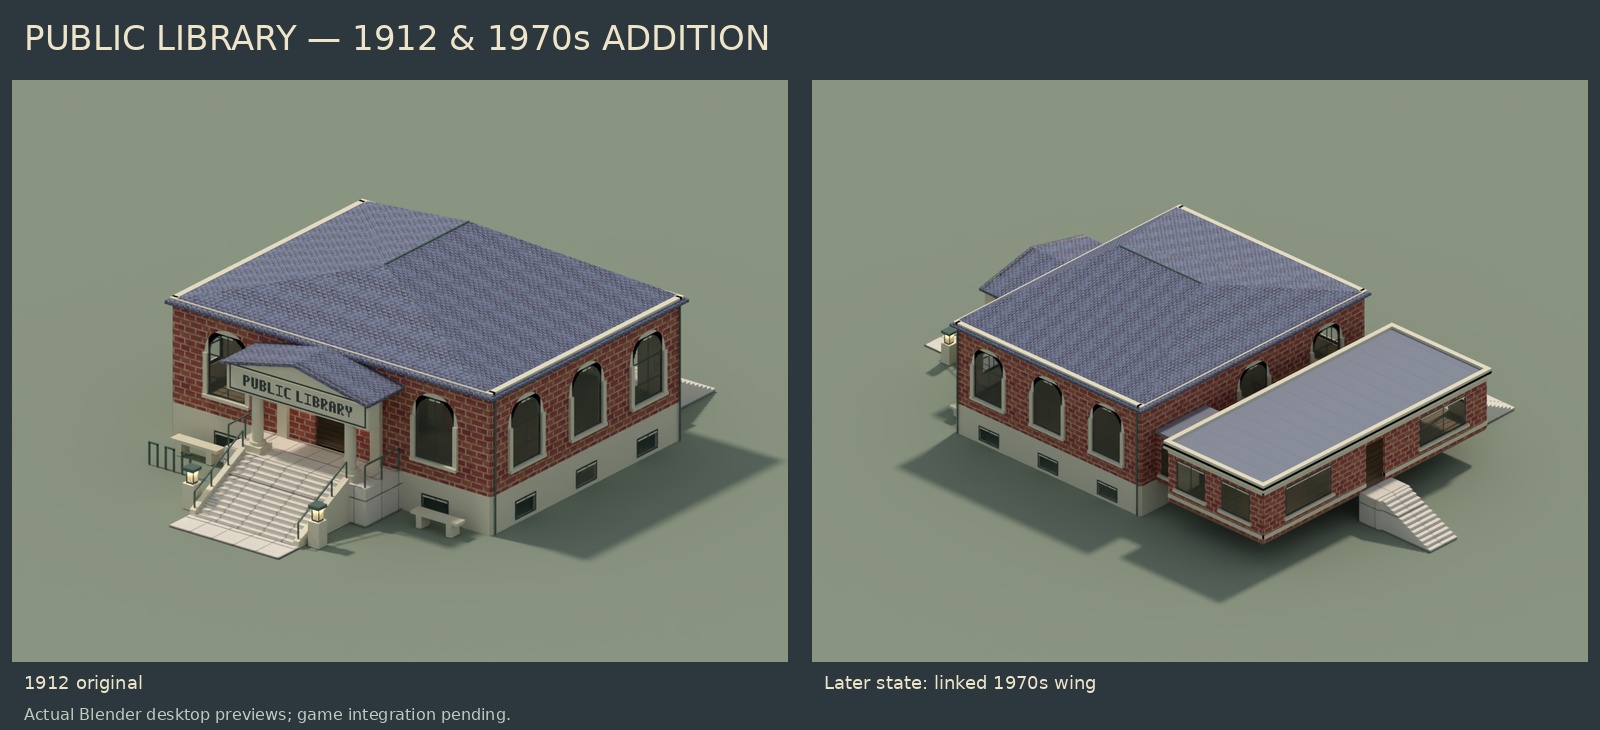 PUBLIC LIBRARY — 1912 & 1970s ADDITION
PUBLIC LIBRARY
1912 original
Later state: linked 1970s wing
Actual Blender desktop previews; game integration pending.